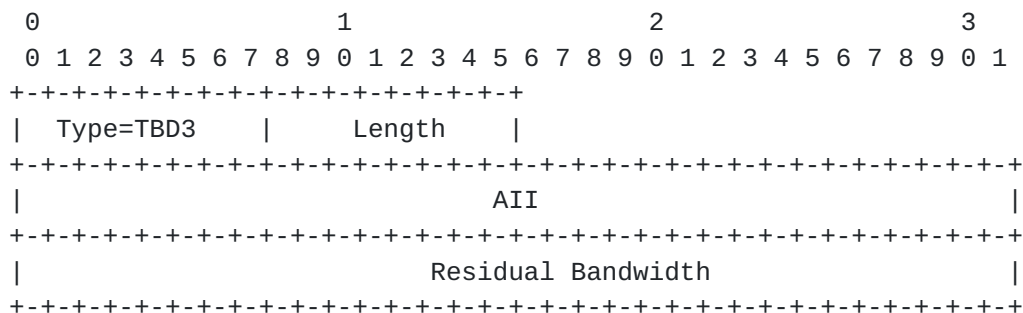 0                   1                   2                   3
 0 1 2 3 4 5 6 7 8 9 0 1 2 3 4 5 6 7 8 9 0 1 2 3 4 5 6 7 8 9 0 1
+-+-+-+-+-+-+-+-+-+-+-+-+-+-+-+-+
|  Type=TBD3    |     Length    |
+-+-+-+-+-+-+-+-+-+-+-+-+-+-+-+-+-+-+-+-+-+-+-+-+-+-+-+-+-+-+-+-+
|                              AII                              |
+-+-+-+-+-+-+-+-+-+-+-+-+-+-+-+-+-+-+-+-+-+-+-+-+-+-+-+-+-+-+-+-+
|                          Residual Bandwidth                   |
+-+-+-+-+-+-+-+-+-+-+-+-+-+-+-+-+-+-+-+-+-+-+-+-+-+-+-+-+-+-+-+-+